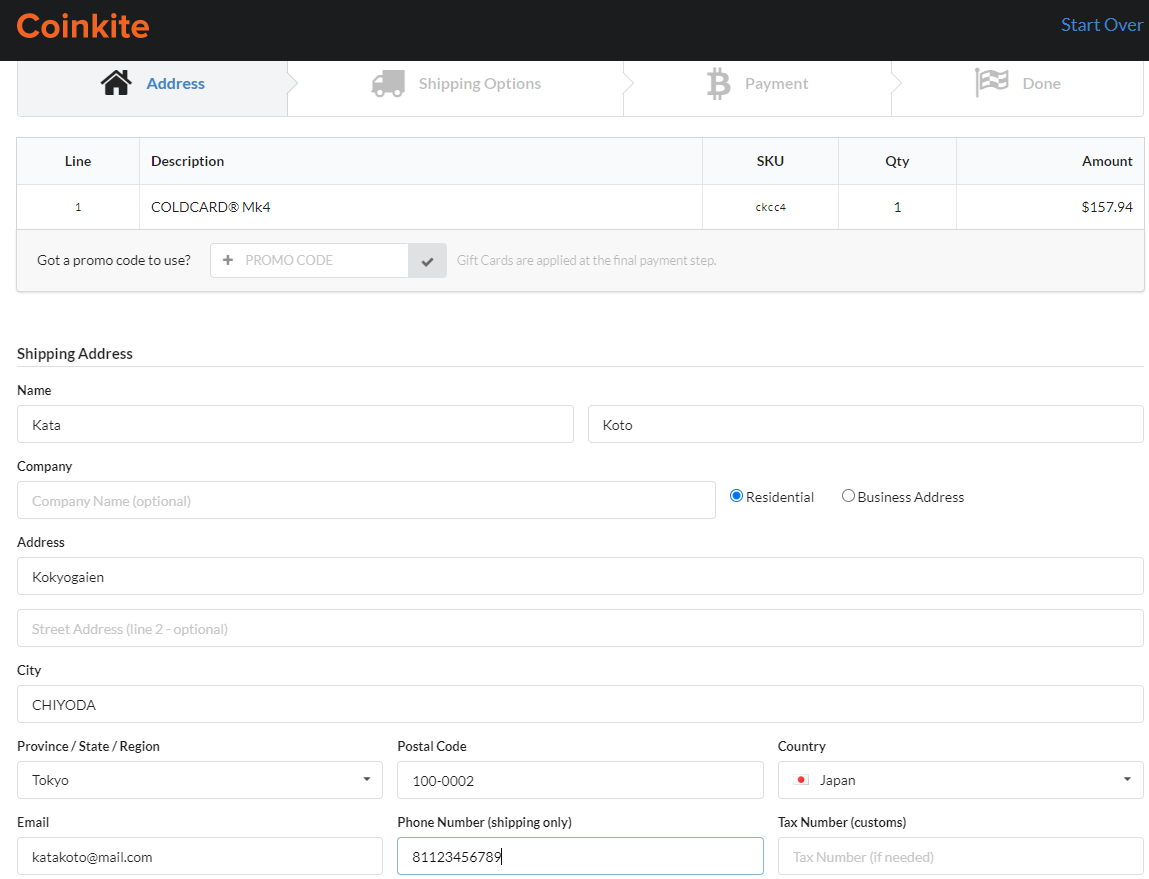 Coinkite Start Over
Address Shipping Options Payment Done
Line Description SKU Qty Amount
1 COLDCARD® Mk4 ckcc4 1 $157.94
Got a promo code to use? PROMO CODE Gift Cards are applied at the final payment step.
Shipping Address
Name
Kata Koto
Company
Company Name (optional) Residential Business Address
Address
Kokyogaien
Street Address (line 2 - optional)
City
CHIYODA
Province / State / Region Postal Code Country
Tokyo 100-0002 Japan
Email Phone Number (shipping only) Tax Number (customs)
katakoto@mail.com 81123456789 Tax Number (if needed)